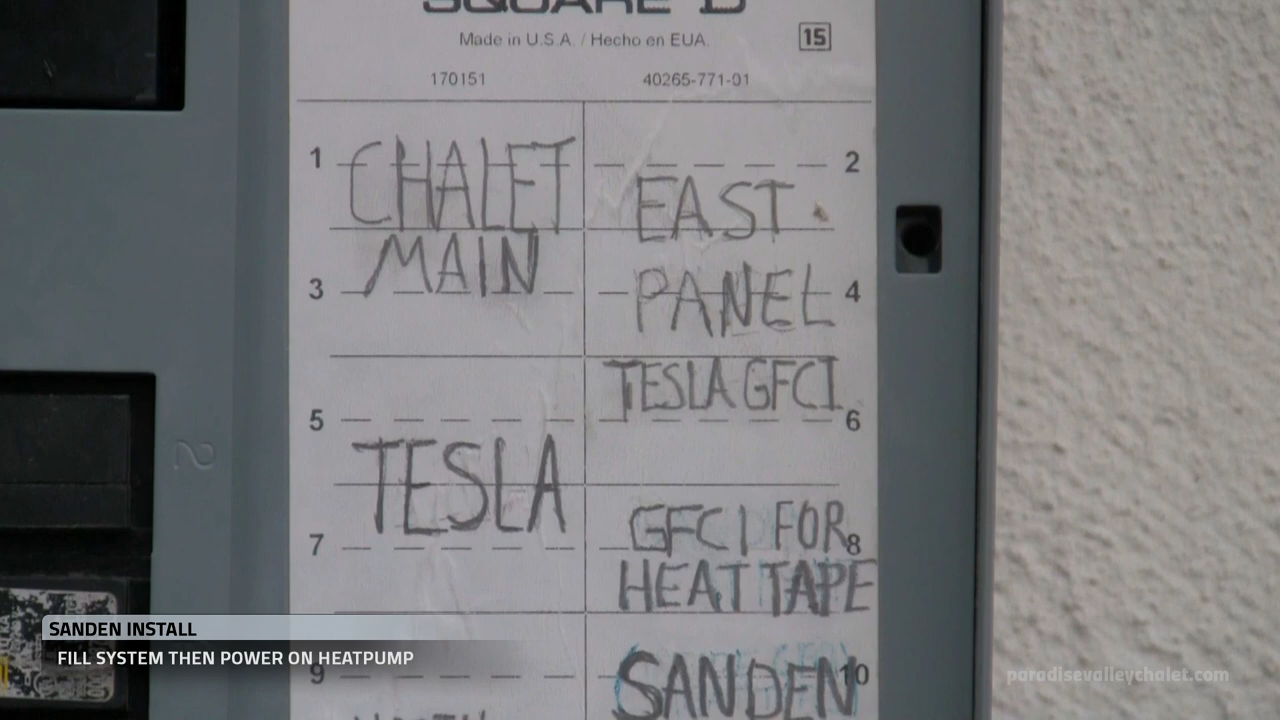 SQUARE D
Made in U.S.A. / Hecho en EUA.
15
170151
40265-771-01
1
CHALET
MAIN
2
EAST
3
4
PANEL
TESLA GFCI
5
6
TESLA
7
GFCI FOR
8
HEAT TAPE
9
SANDEN
10
2
SANDEN INSTALL
FILL SYSTEM THEN POWER ON HEATPUMP
paradisevalleychalet.com